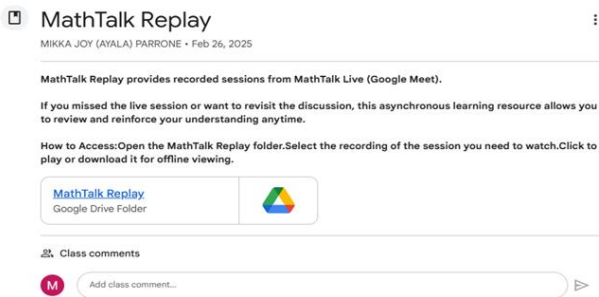 MathTalk Replay
MIKKA JOY (AYALA) PARRONE • Feb 26, 2025
MathTalk Replay provides recorded sessions from MathTalk Live (Google Meet).
If you missed the live session or want to revisit the discussion, this asynchronous learning resource allows you
to review and reinforce your understanding anytime.
How to Access:Open the MathTalk Replay folder.Select the recording of the session you need to watch.Click to
play or download it for offline viewing.
MathTalk Replay
Google Drive Folder
Class comments
M
Add class comment...